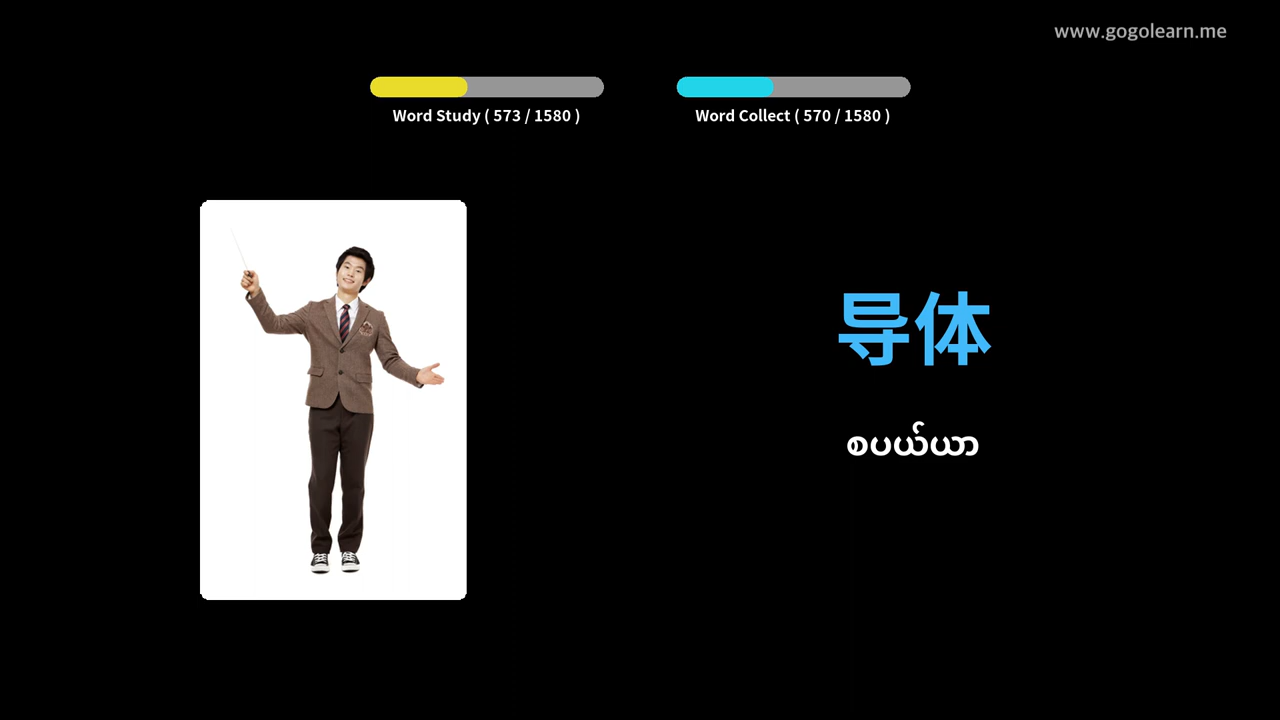 www.gogolearn.me
Word Study ( 573 / 1580 )
Word Collect ( 570 / 1580 )
导体
စပယ်ယာ